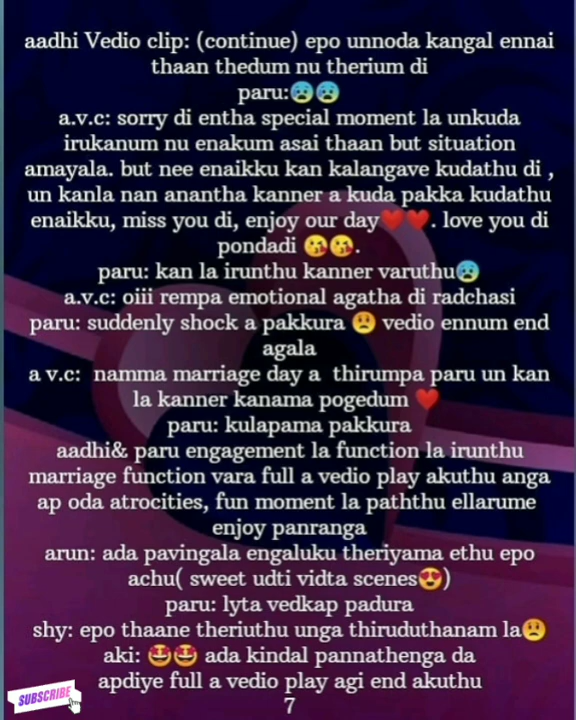 aadhi Vedio clip: (continue) epo unnoda kangal ennai
thaan thedum nu therium di
paru:😰😰
a.v.c: sorry di entha special moment la unkuda
irukanum nu enakum asai thaan but situation
amayala. but nee enaikku kan kalangave kudathu di ,
un kanla nan anantha kanner a kuda pakka kudathu
enaikku, miss you di, enjoy our day❤️❤️. love you di
pondadi 😘😘.
paru: kan la irunthu kanner varuthu😰
a.v.c: oiii rempa emotional agatha di radchasi
paru: suddenly shock a pakkura 😟 vedio ennum end
agala
a v.c:  namma marriage day a  thirumpa paru un kan
la kanner kanama pogedum ❤️
paru: kulapama pakkura
aadhi& paru engagement la function la irunthu
marriage function vara full a vedio play akuthu anga
ap oda atrocities, fun moment la paththu ellarume
enjoy panranga
arun: ada pavingala engaluku theriyama ethu epo
achu( sweet udti vidta scenes😍)
paru: lyta vedkap padura
shy: epo thaane theriuthu unga thiruduthanam la😟
aki: 🤩🤩 ada kindal pannathenga da
apdiye full a vedio play agi end akuthu
SUBSCRIBE
7